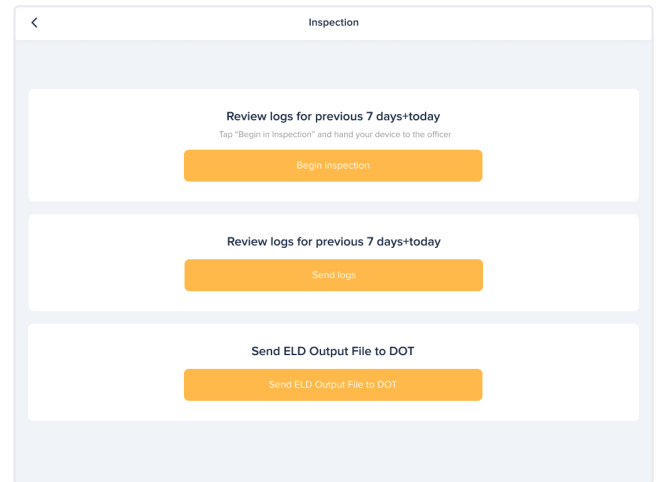 Inspection
Review logs for previous 7 days+today
Tap "Begin in Inspection" and hand your device to the officer
Begin inspection
Review logs for previous 7 days+today
Send logs
Send ELD Output File to DOT
Send ELD Output File to DOT